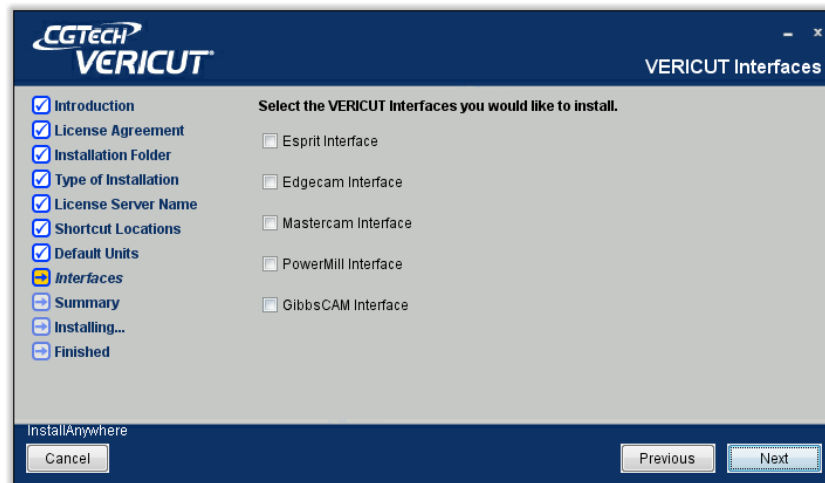 CGTECH
VERICUT®
VERICUT Interfaces
Introduction
License Agreement
Installation Folder
Type of Installation
License Server Name
Shortcut Locations
Default Units
Interfaces
Summary
Installing...
Finished
Select the VERICUT Interfaces you would like to install.
Esprit Interface
Edgecam Interface
Mastercam Interface
PowerMill Interface
GibbsCAM Interface
InstallAnywhere
Cancel
Previous
Next